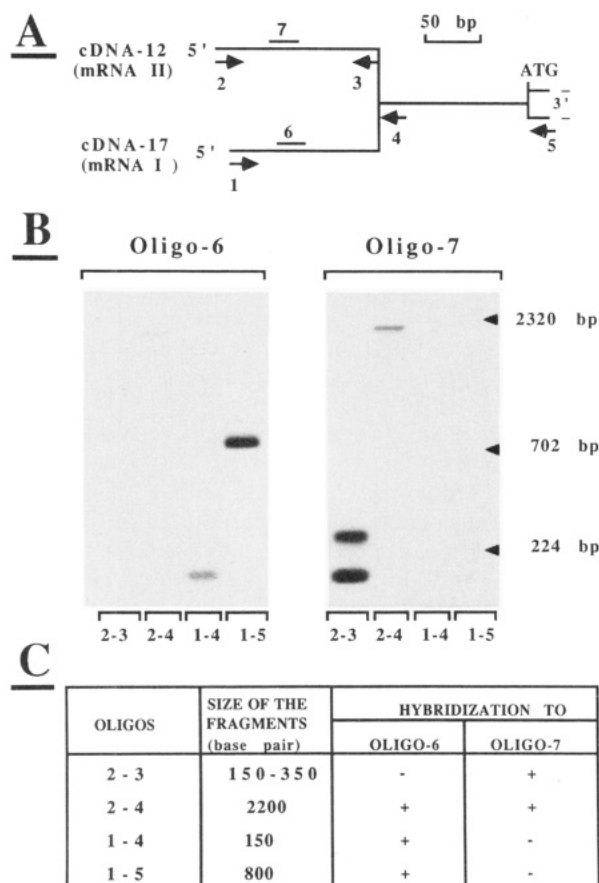 A
cDNA-12
(mRNA II)
5'
7
2
3
50 bp
ATG
3'
4
5
cDNA-17
(mRNA I )
5'
6
1
B
Oligo-6
Oligo-7
2320 bp
702 bp
224 bp
2-3 2-4 1-4 1-5
2-3 2-4 1-4 1-5
C
OLIGOS
SIZE OF THE
FRAGMENTS
(base pair)
HYBRIDIZATION TO
OLIGO-6 OLIGO-7
2 - 3 150-350 - +
2 - 4 2200 + +
1 - 4 150 + -
1 - 5 800 + -